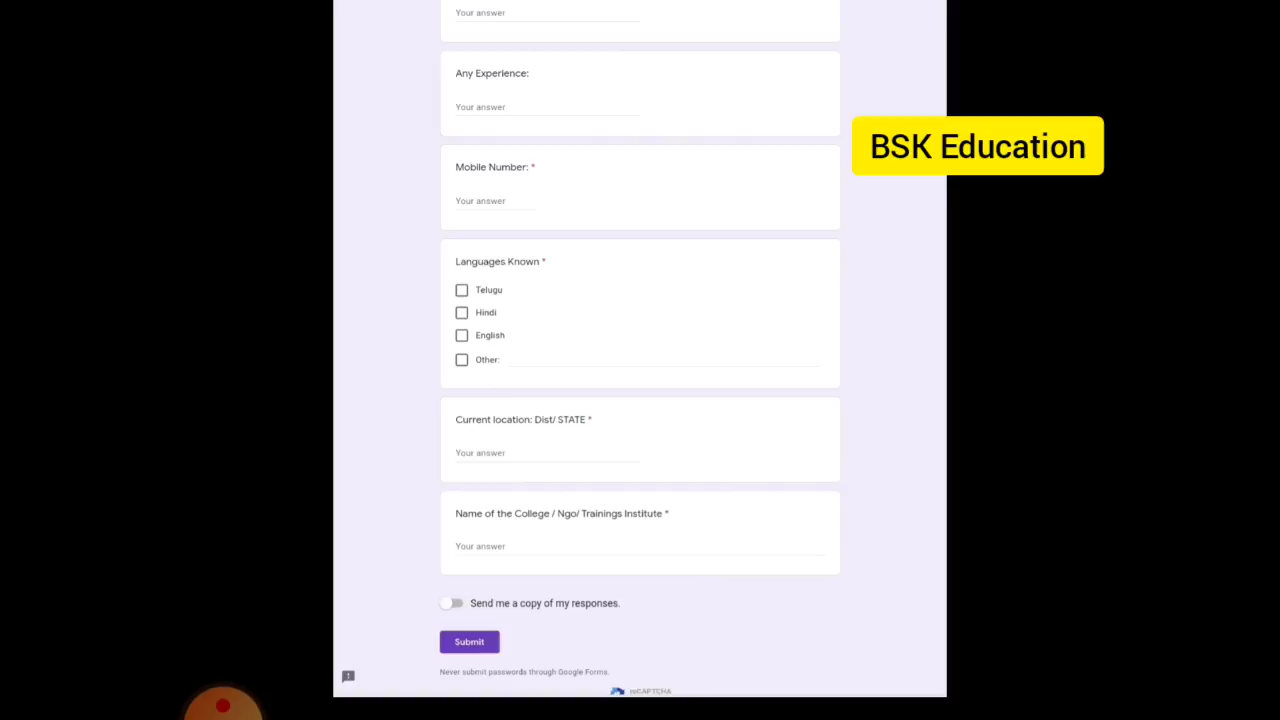 Your answer
Any Experience:
Your answer
BSK Education
Mobile Number: *
Your answer
Languages Known *
Telugu
Hindi
English
Other:
Current location: Dist/ STATE *
Your answer
Name of the College / Ngo/ Trainings Institute *
Your answer
Send me a copy of my responses.
Submit
Never submit passwords through Google Forms.
reCAPTCHA